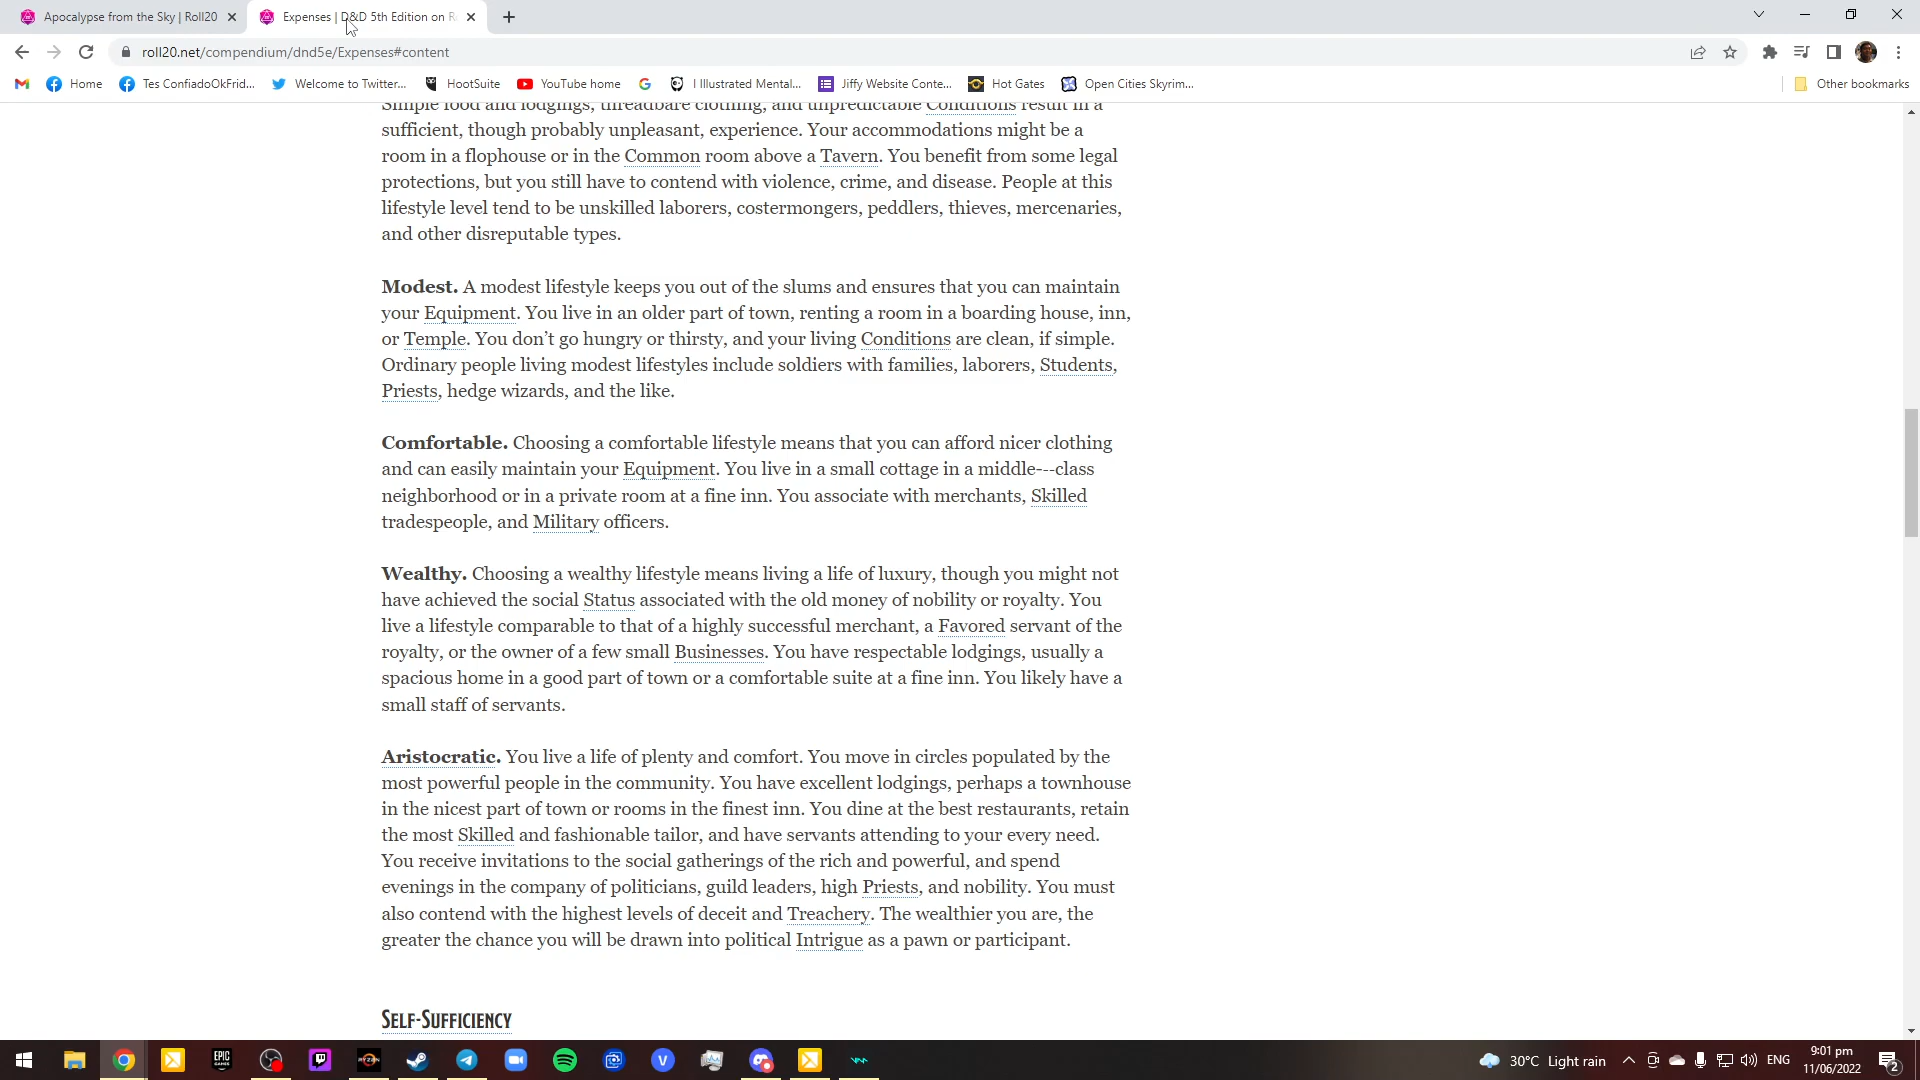 Apocalypse from the Sky | Roll20
Expenses | D&D 5th Edition on R
roll20.net/compendium/dnd5e/Expenses#content
Home
Tes ConfiadoOkFrid...
Welcome to Twitter...
HootSuite
YouTube home
I Illustrated Mental...
Jiffy Website Conte...
Hot Gates
Open Cities Skyrim...
Other bookmarks
Simple food and lodgings, threadbare clothing, and unpredictable Conditions result in a
sufficient, though probably unpleasant, experience. Your accommodations might be a
room in a flophouse or in the Common room above a Tavern. You benefit from some legal
protections, but you still have to contend with violence, crime, and disease. People at this
lifestyle level tend to be unskilled laborers, costermongers, peddlers, thieves, mercenaries,
and other disreputable types.
Modest. A modest lifestyle keeps you out of the slums and ensures that you can maintain
your Equipment. You live in an older part of town, renting a room in a boarding house, inn,
or Temple. You don’t go hungry or thirsty, and your living Conditions are clean, if simple.
Ordinary people living modest lifestyles include soldiers with families, laborers, Students,
Priests, hedge wizards, and the like.
Comfortable. Choosing a comfortable lifestyle means that you can afford nicer clothing
and can easily maintain your Equipment. You live in a small cottage in a middle---class
neighborhood or in a private room at a fine inn. You associate with merchants, Skilled
tradespeople, and Military officers.
Wealthy. Choosing a wealthy lifestyle means living a life of luxury, though you might not
have achieved the social Status associated with the old money of nobility or royalty. You
live a lifestyle comparable to that of a highly successful merchant, a Favored servant of the
royalty, or the owner of a few small Businesses. You have respectable lodgings, usually a
spacious home in a good part of town or a comfortable suite at a fine inn. You likely have a
small staff of servants.
Aristocratic. You live a life of plenty and comfort. You move in circles populated by the
most powerful people in the community. You have excellent lodgings, perhaps a townhouse
in the nicest part of town or rooms in the finest inn. You dine at the best restaurants, retain
the most Skilled and fashionable tailor, and have servants attending to your every need.
You receive invitations to the social gatherings of the rich and powerful, and spend
evenings in the company of politicians, guild leaders, high Priests, and nobility. You must
also contend with the highest levels of deceit and Treachery. The wealthier you are, the
greater the chance you will be drawn into political Intrigue as a pawn or participant.
SELF-SUFFICIENCY
EPIC GAMES
RYZEN
30°C Light rain
ENG
9:01 pm
11/06/2022
2